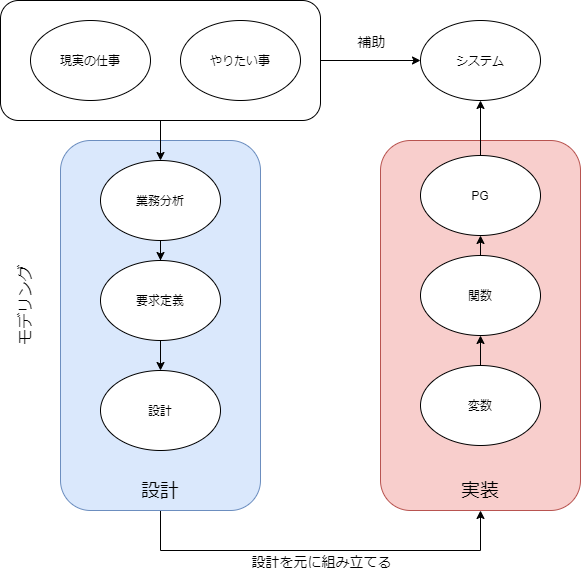 現実の仕事
やりたい事
補助
システム
業務分析
要求定義
設計
設計
モデリング
PG
関数
変数
実装
設計を元に組み立てる